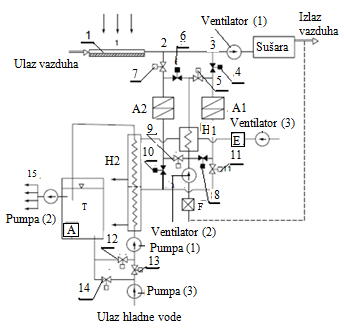 Ventilator (1)
Izlaz
vazduha
1
1
2
6
3
Sušara
Ulaz vazduha
7
5
4
A2
A1
9
H1
Ventilator (3)
E
10
11
H2
15
T
8
F
Pumpa (2)
A
12
Ventilator (2)
Pumpa (1)
13
14
Pumpa (3)
Ulaz hladne vode